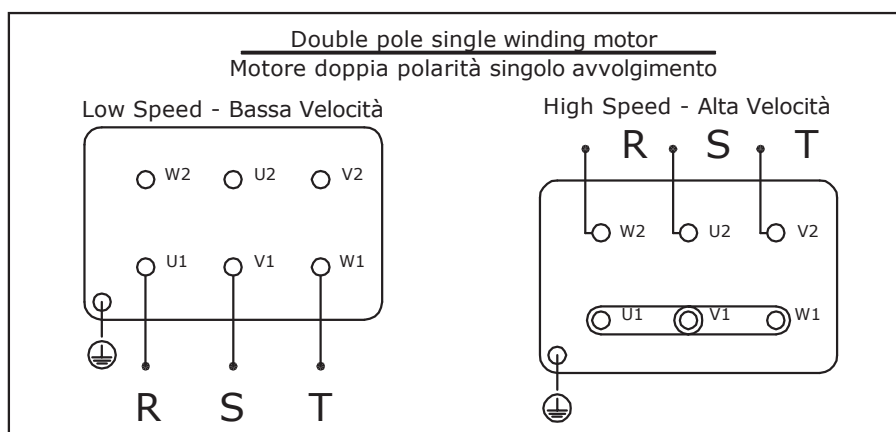 Double pole single winding motor
Motore doppia polarità singolo avvolgimento
Low Speed - Bassa Velocità
W2 U2 V2
U1 V1 W1
R S T
High Speed - Alta Velocità
R S T
W2 U2 V2
U1 V1 W1